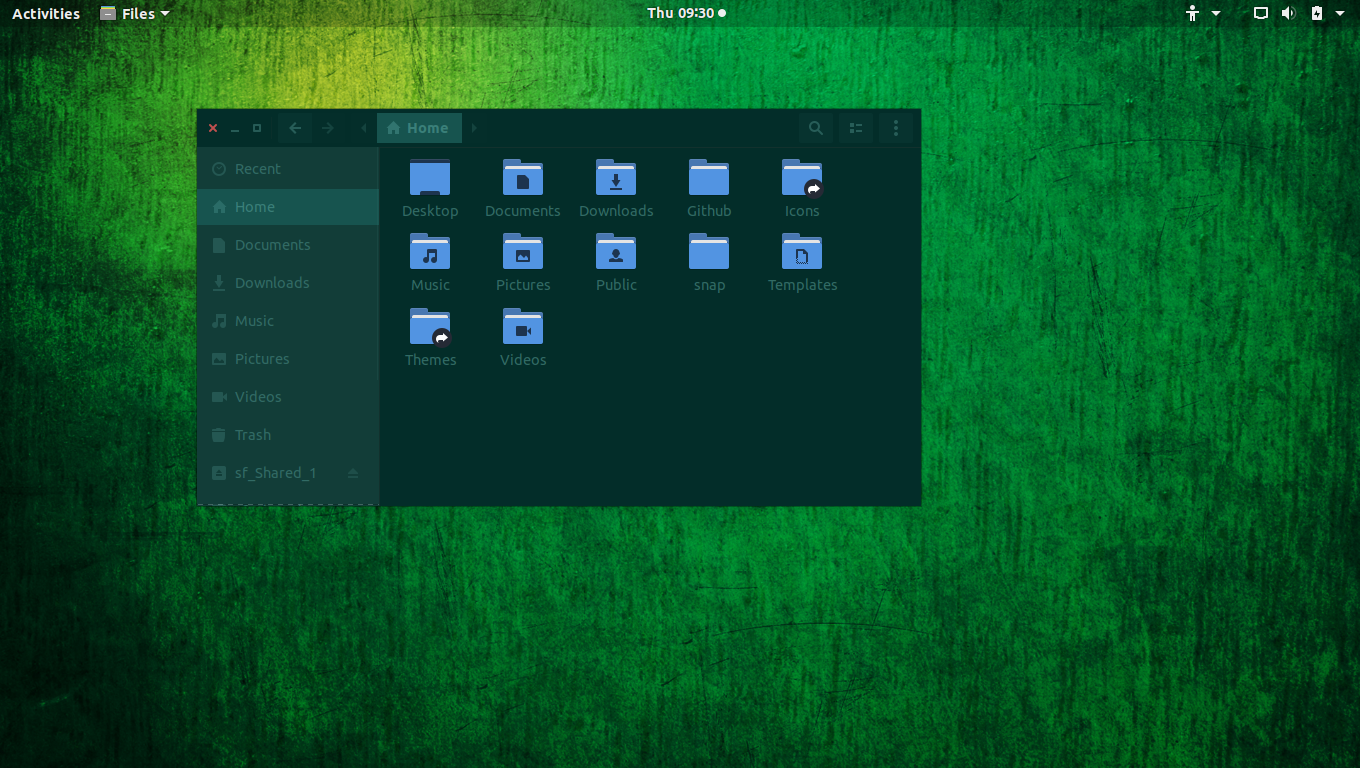 Activities Files Thu 09:30
Home
Recent
Home
Documents
Downloads
Music
Pictures
Videos
Trash
sf_Shared_1
Desktop Documents Downloads Github Icons
Music Pictures Public snap Templates
Themes Videos